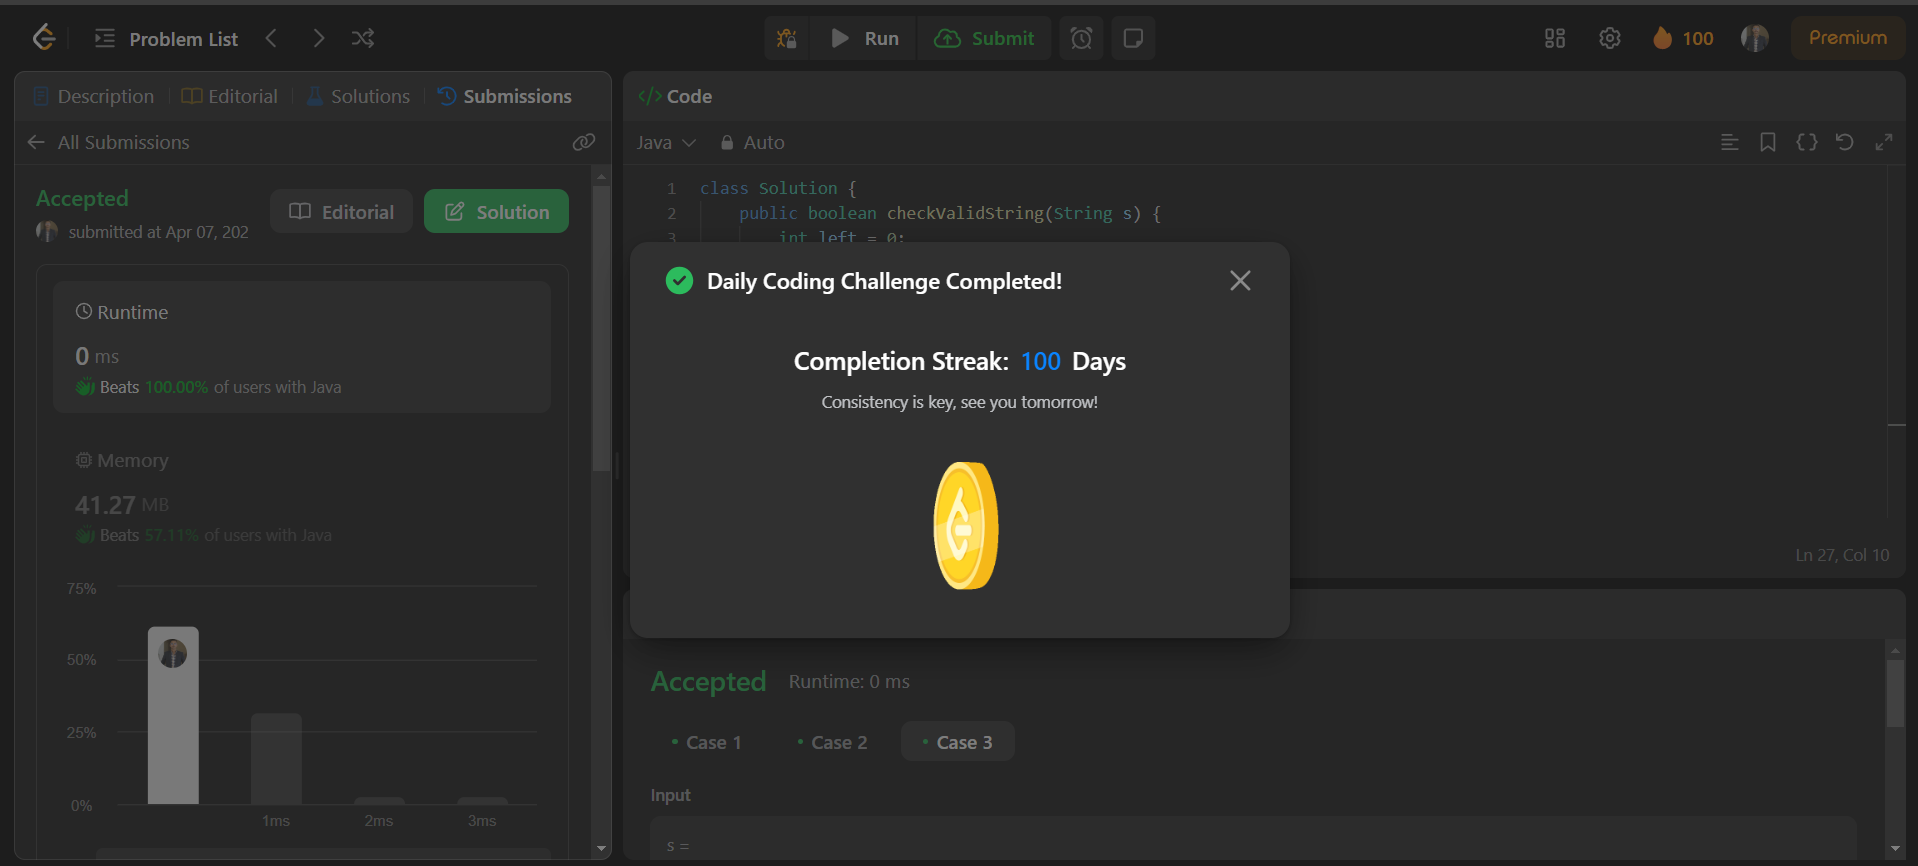 Problem List
Run
Submit
100
Premium
Description
Editorial
Solutions
Submissions
All Submissions
Accepted
submitted at Apr 07, 202
Editorial
Solution
Runtime
0 ms
Beats 100.00% of users with Java
Memory
41.27 MB
Beats 57.11% of users with Java
75%
50%
25%
0%
1ms
2ms
3ms
</> Code
Java
Auto
1 class Solution {
2 public boolean checkValidString(String s) {
3 int left = 0;
Daily Coding Challenge Completed!
Completion Streak: 100 Days
Consistency is key, see you tomorrow!
Ln 27, Col 10
Accepted
Runtime: 0 ms
• Case 1
• Case 2
• Case 3
Input
s =